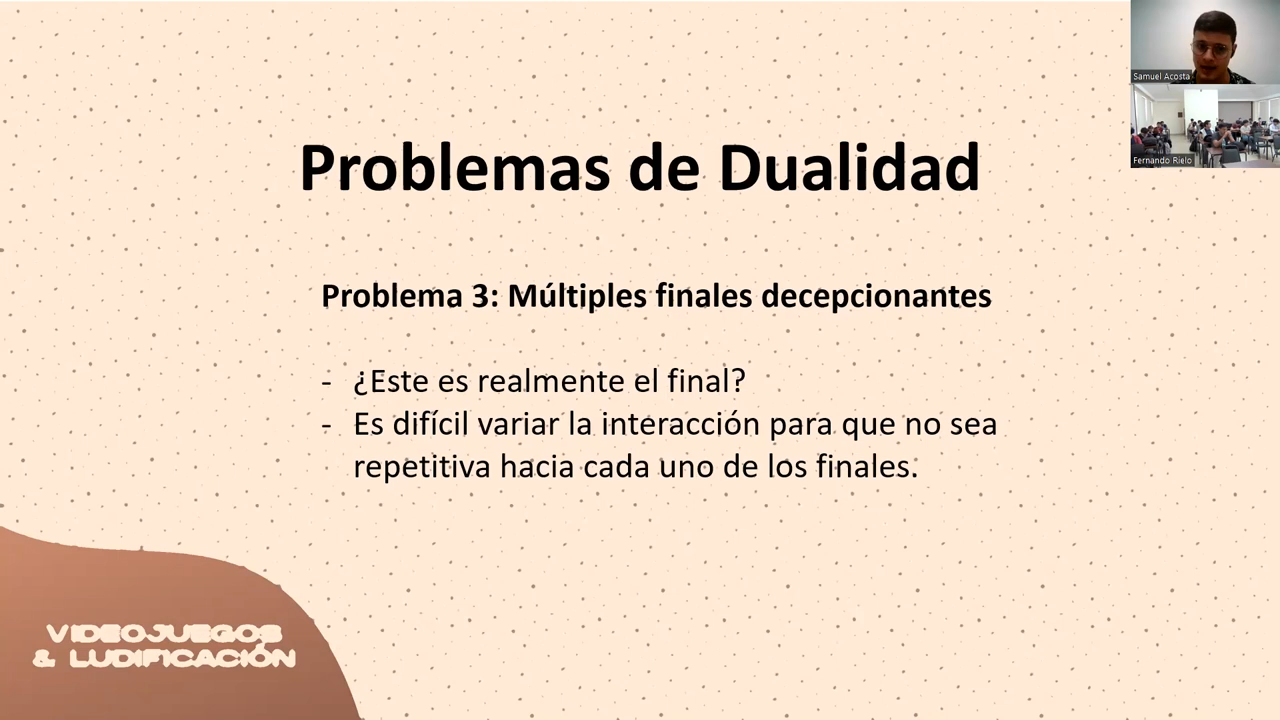 Problemas de Dualidad
Problema 3: Múltiples finales decepcionantes
- ¿Este es realmente el final?
- Es difícil variar la interacción para que no sea
repetitiva hacia cada uno de los finales.
VIDEOJUEGOS
& LUDIFICACIÓN
Samuel Acosta
Fernando Rielo